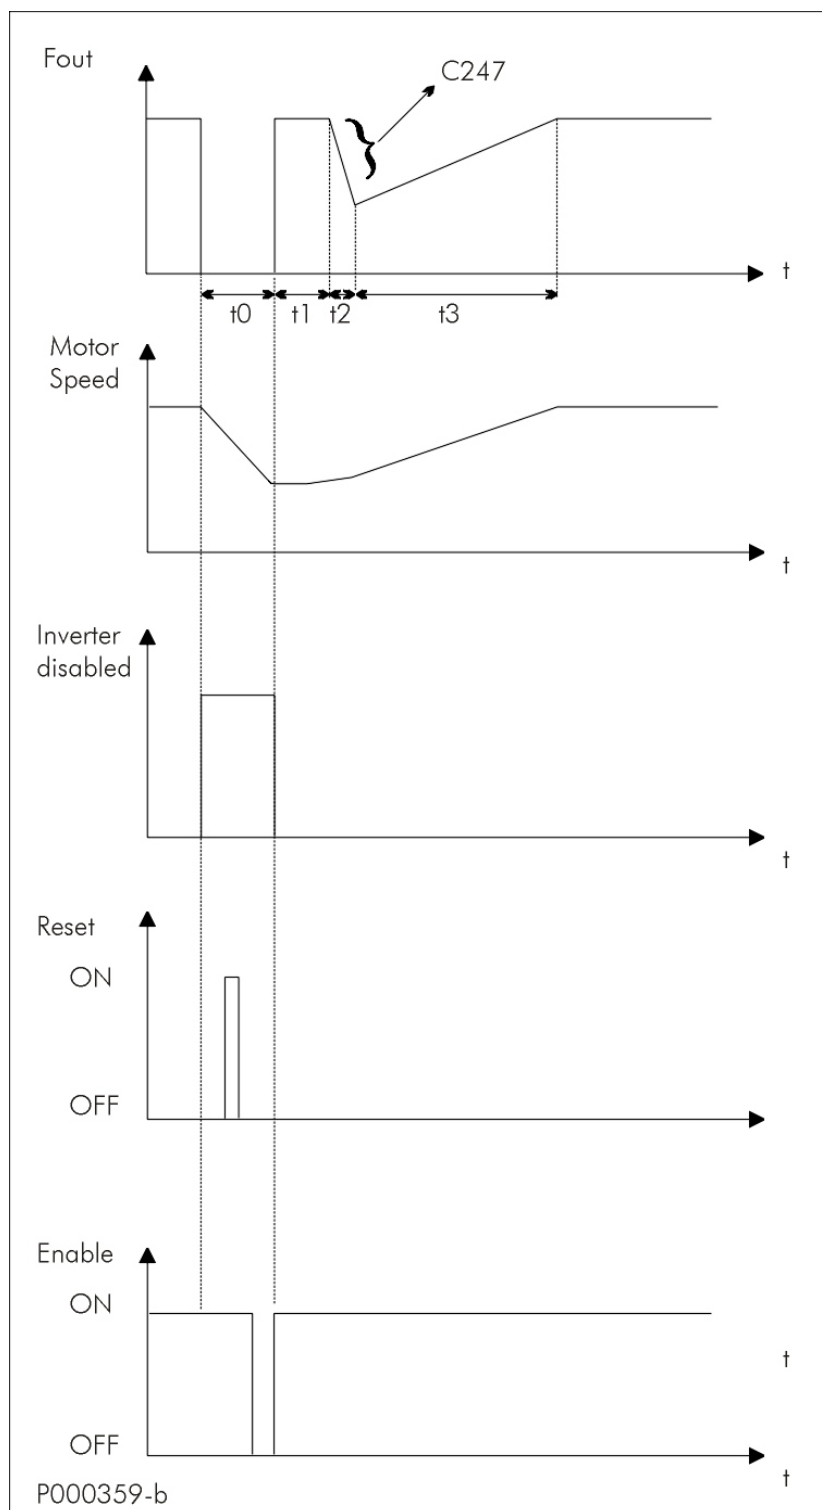 Fout
C247
t
t0 t1 t2 t3
Motor
Speed
t
Inverter
disabled
t
Reset
ON
OFF
Enable
ON
t
OFF
t
P000359-b